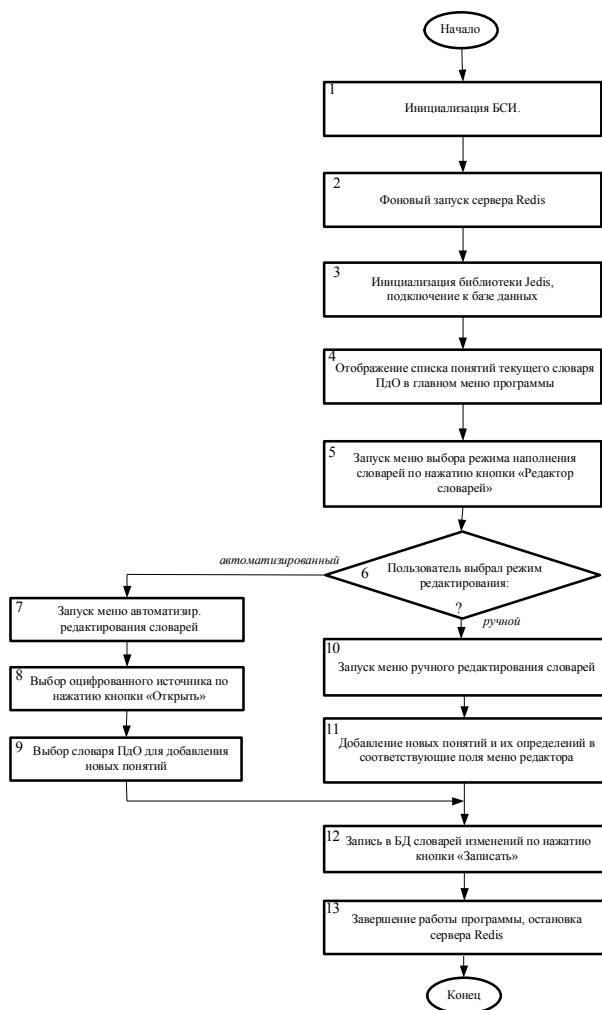 Начало
1
Инициализация БСИ.
2
Фоновый запуск сервера Redis
3
Инициализация библиотеки Jedis,
подключение к базе данных
4
Отображение списка понятий текущего словаря
ПдО в главном меню программы
5
Запуск меню выбора режима наполнения
словарей по нажатию кнопки «Редактор
словарей»
автоматизированный
6
Пользователь выбрал режим
редактирования:
?
ручной
7
Запуск меню автоматизир.
редактирования словарей
8
Выбор оцифрованного источника по
нажатию кнопки «Открыть»
9
Выбор словаря ПдО для добавления
новых понятий
10
Запуск меню ручного редактирования словарей
11
Добавление новых понятий и их определений в
соответствующие поля меню редактора
12
Запись в БД словарей изменений по нажатию
кнопки «Записать»
13
Завершение работы программы, остановка
сервера Redis
Конец